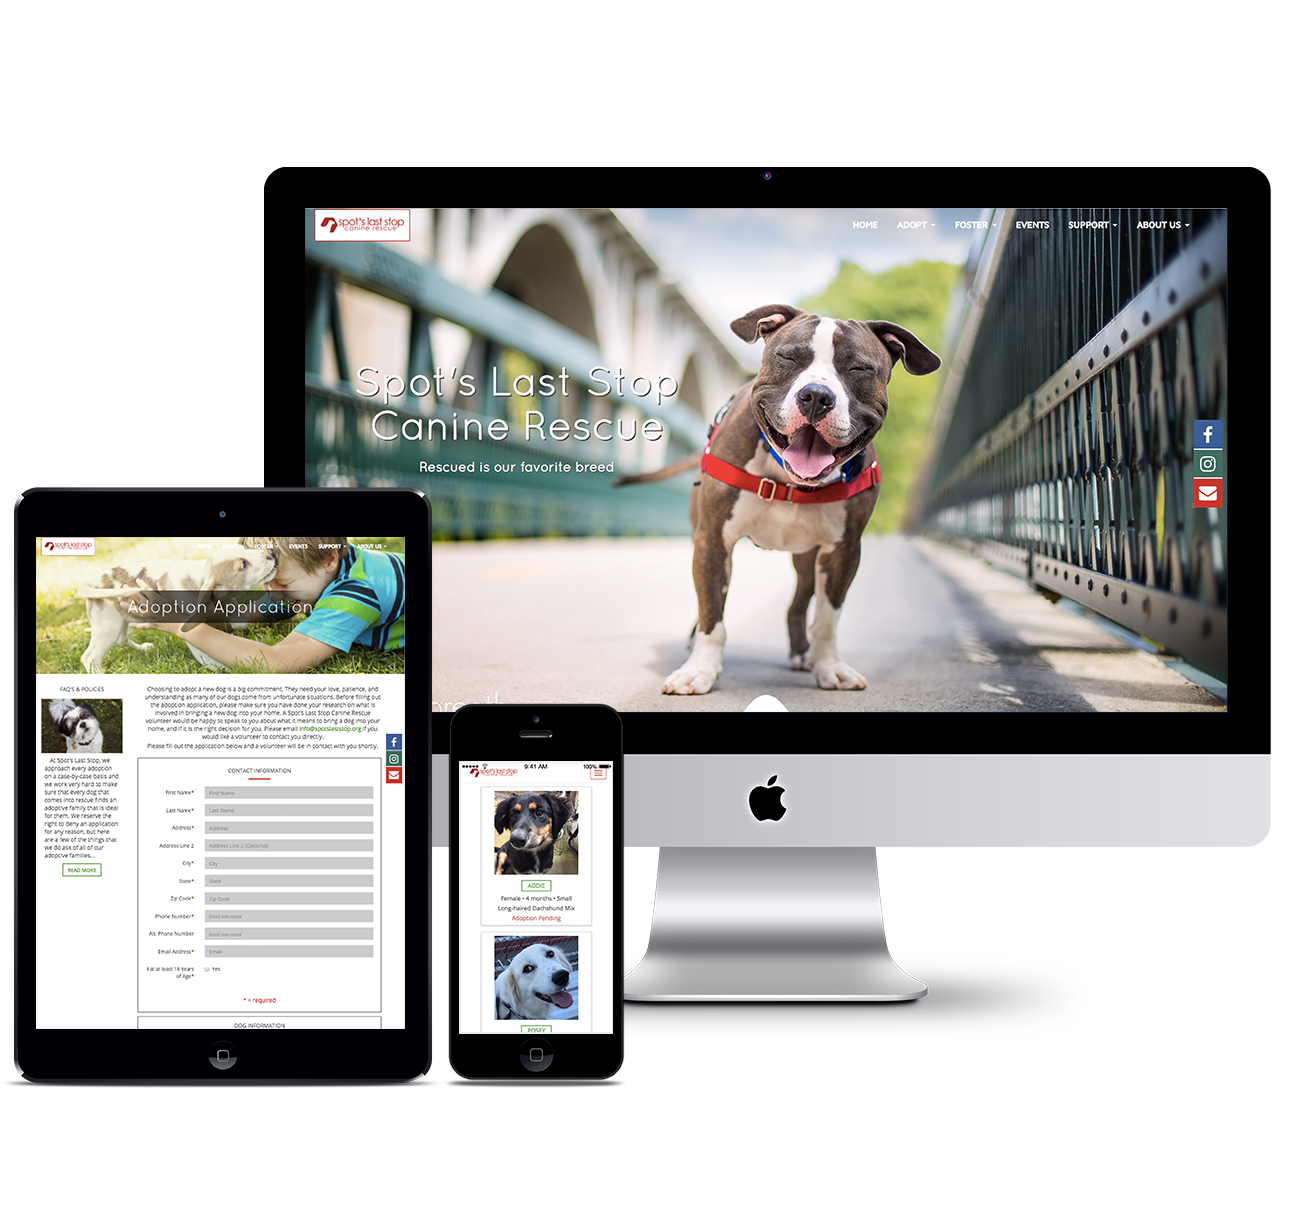 spot's last stop
canine rescue
HOME ADOPT FOSTER EVENTS SUPPORT ABOUT US
Spot's Last Stop
Canine Rescue
Rescued is our favorite breed
spot's last stop
FOSTER EVENTS SUPPORT ABOUT US
Adoption Application
FAQ'S & POLICIES
At Spot's Last Stop, we
approach every adoption
on a case-by-case basis and
we work very hard to make
sure that every dog that
comes into rescue finds an
adoptive family that is ideal
for them. We reserve the
right to deny an application
for any reason, but here
are a few of the things that
we do ask of all of our
adoptive families...
READ MORE
Choosing to adopt a new dog is a big commitment. They need your love, patience, and
understanding as many of our dogs come from unfortunate situations. Before filling out
the adoption application, please make sure you have done your research on what is
involved in bringing a new dog into your home. A Spot's Last Stop Canine Rescue
volunteer would be happy to speak to you about what it means to bring a dog into your
home, and if it is the right decision for you. Please email info@spotslaststop.org if you
would like a volunteer to contact you directly.
Please fill out the application below and a volunteer will be in contact with you shortly.
CONTACT INFORMATION
First Name* First Name
Last Name* Last Name
Address* Address
Address Line 2 Address Line 2 (Optional)
City* City
State* State
Zip Code* Zip Code
Phone Number* (xxx) xxx-xxxx
Alt. Phone Number (xxx) xxx-xxxx
Email Address* Email
I at at least 18 Years Yes
of Age*
* = required
DOG INFORMATION
9:41 AM 100%
spot's last stop
ADDIE
Female • 4 months • Small
Long-haired Dachshund Mix
Adoption Pending
POSEY